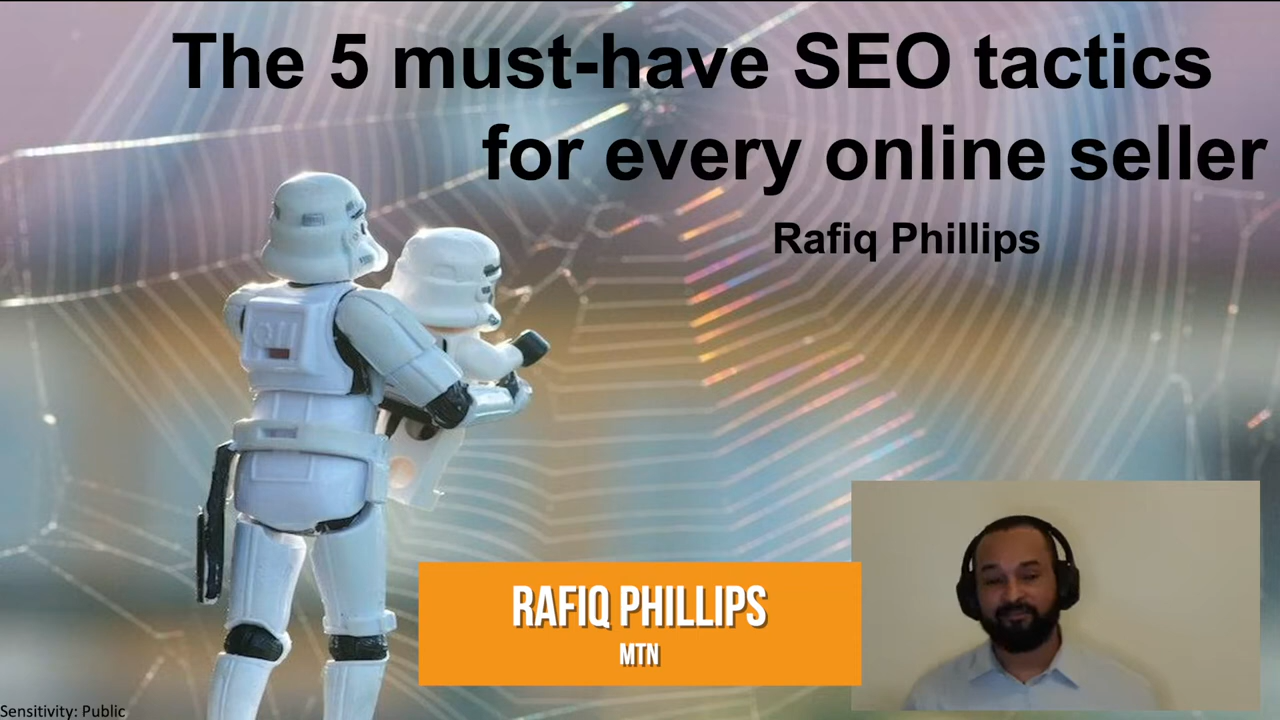 The 5 must-have SEO tactics
for every online seller
Rafiq Phillips
RAFIQ PHILLIPS
MTN
Sensitivity: Public